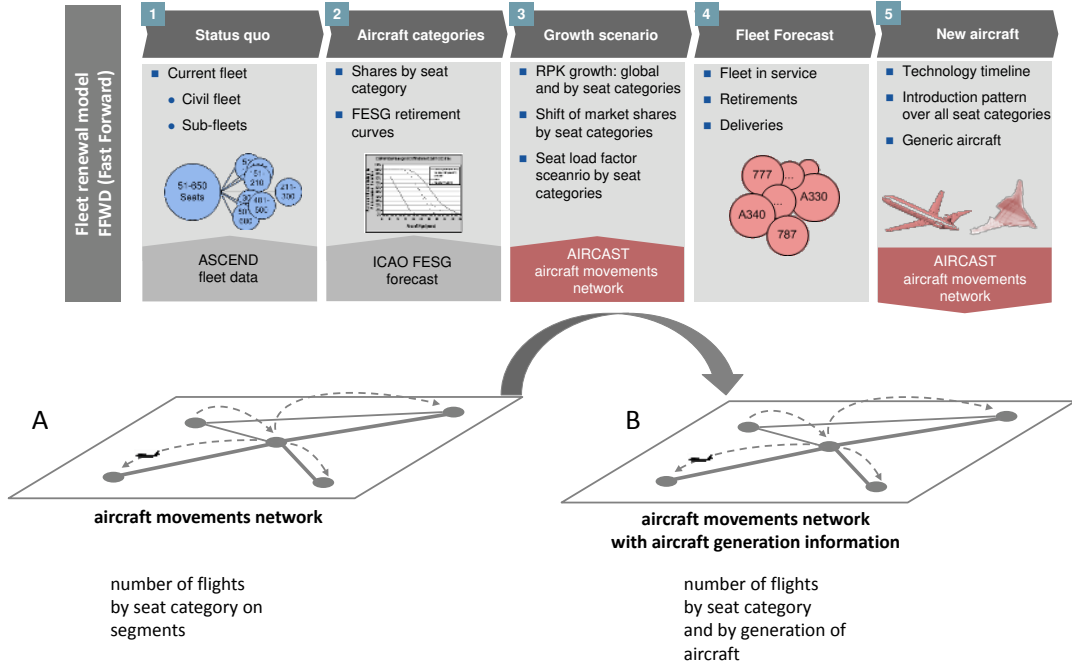 Fleet renewal model
FFWD (Fast Forward)
1
Status quo
Current fleet
Civil fleet
Sub-fleets
51-650
Seats
51-
210
211-
300
401-
500
ASCEND
fleet data
2
Aircraft categories
Shares by seat
category
FESG retirement
curves
ICAO FESG
forecast
3
Growth scenario
RPK growth: global
and by seat categories
Shift of market shares
by seat categories
Seat load factor
sceanrio by seat
categories
AIRCAST
aircraft movements
network
4
Fleet Forecast
Fleet in service
Retirements
Deliveries
777
...
A330
...
A340
787
5
New aircraft
Technology timeline
Introduction pattern
over all seat categories
Generic aircraft
AIRCAST
aircraft movements
network
A
aircraft movements network
number of flights
by seat category on
segments
B
aircraft movements network
with aircraft generation information
number of flights
by seat category
and by generation of
aircraft